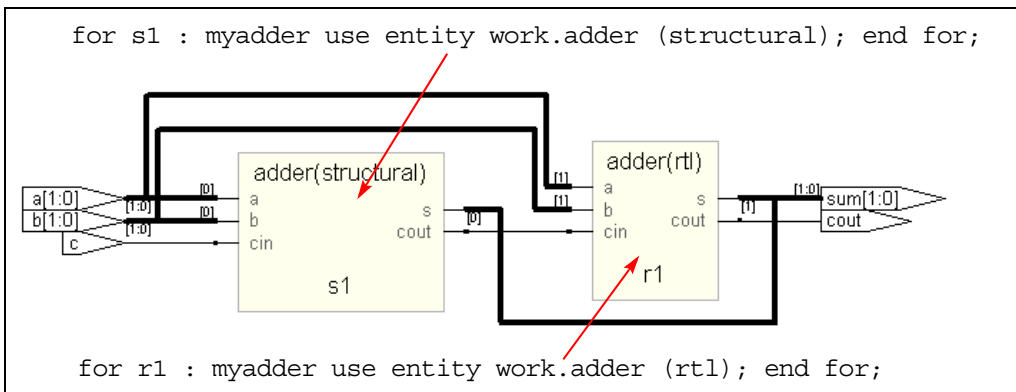 for s1 : myadder use entity work.adder (structural); end for;
adder(structural)
adder(rtl)
a[1:0]
b[1:0]
c
[1:0]
[1:0]
[0]
[0]
a
b
cin
s
cout
[0]
s1
[1]
[1]
a
b
cin
s
cout
[1]
r1
[1:0]
sum[1:0]
cout
for r1 : myadder use entity work.adder (rtl); end for;